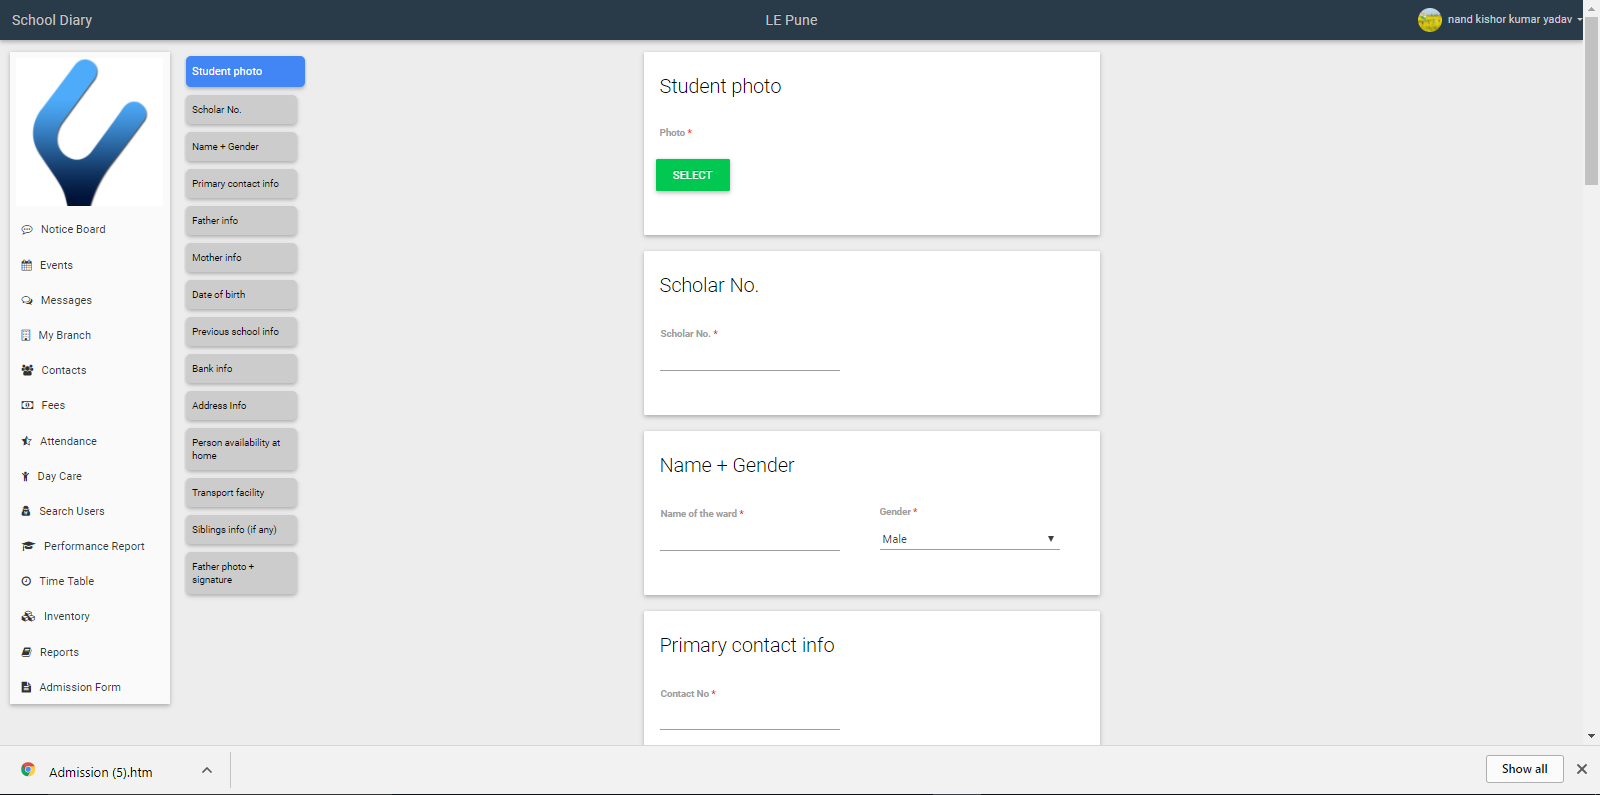 School Diary
LE Pune
nand kishor kumar yadav
Notice Board
Events
Messages
My Branch
Contacts
Fees
Attendance
Day Care
Search Users
Performance Report
Time Table
Inventory
Reports
Admission Form
Student photo
Scholar No.
Name + Gender
Primary contact info
Father info
Mother info
Date of birth
Previous school info
Bank info
Address Info
Person availability at
home
Transport facility
Siblings info (if any)
Father photo +
signature
Student photo
Photo *
SELECT
Scholar No.
Scholar No. *
Name + Gender
Name of the ward *
Gender *
Male
Primary contact info
Contact No *
Admission (5).htm
Show all